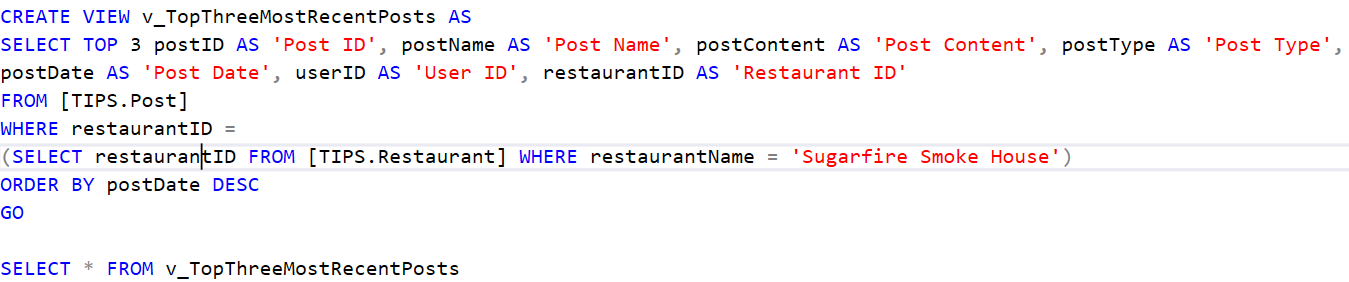 CREATE VIEW v_TopThreeMostRecentPosts AS
SELECT TOP 3 postID AS 'Post ID', postName AS 'Post Name', postContent AS 'Post Content', postType AS 'Post Type',
postDate AS 'Post Date', userID AS 'User ID', restaurantID AS 'Restaurant ID'
FROM [TIPS.Post]
WHERE restaurantID =
(SELECT restaurantID FROM [TIPS.Restaurant] WHERE restaurantName = 'Sugarfire Smoke House')
ORDER BY postDate DESC
GO
SELECT * FROM v_TopThreeMostRecentPosts